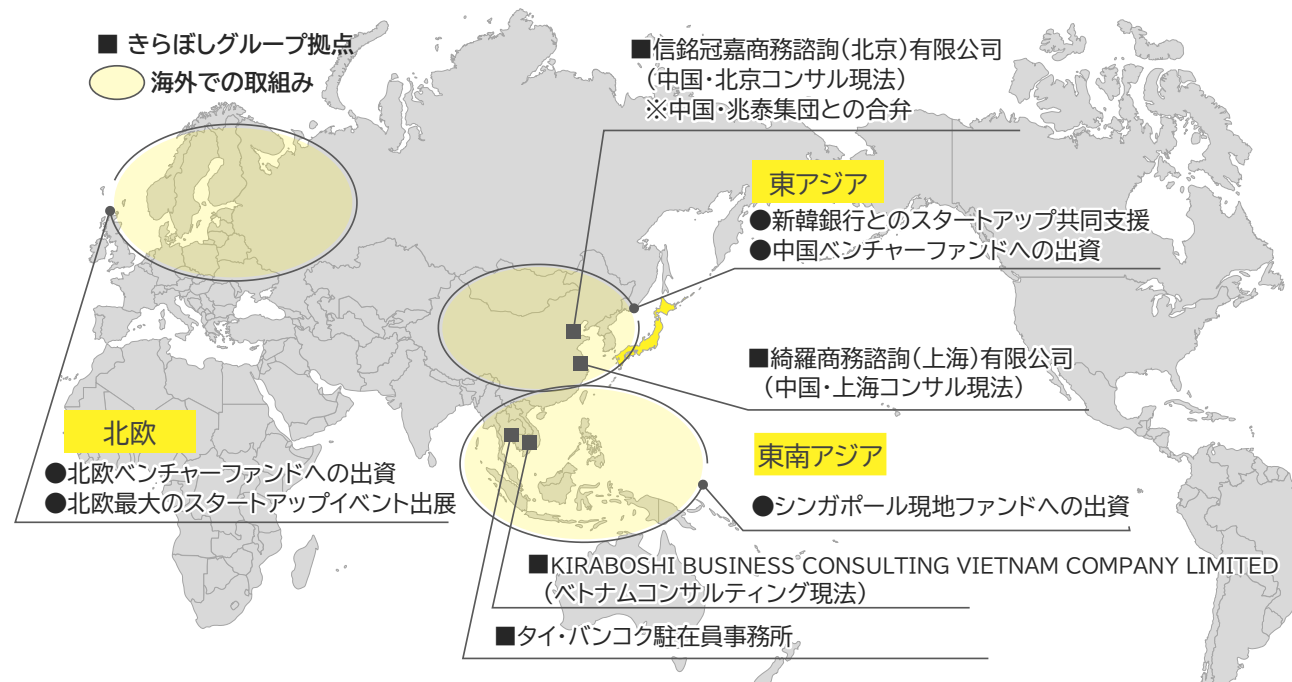 ■ きらぼしグループ拠点
海外での取組み
■信銘冠嘉商務諮詢(北京)有限公司
(中国・北京コンサル現法)
※中国・兆泰集団との合弁
東アジア
●新韓銀行とのスタートアップ共同支援
●中国ベンチャーファンドへの出資
■綺羅商務諮詢(上海)有限公司
(中国・上海コンサル現法)
北欧
●北欧ベンチャーファンドへの出資
●北欧最大のスタートアップイベント出展
東南アジア
●シンガポール現地ファンドへの出資
■KIRABOSHI BUSINESS CONSULTING VIETNAM COMPANY LIMITED
(ベトナムコンサルティング現法)
■タイ・バンコク駐在員事務所